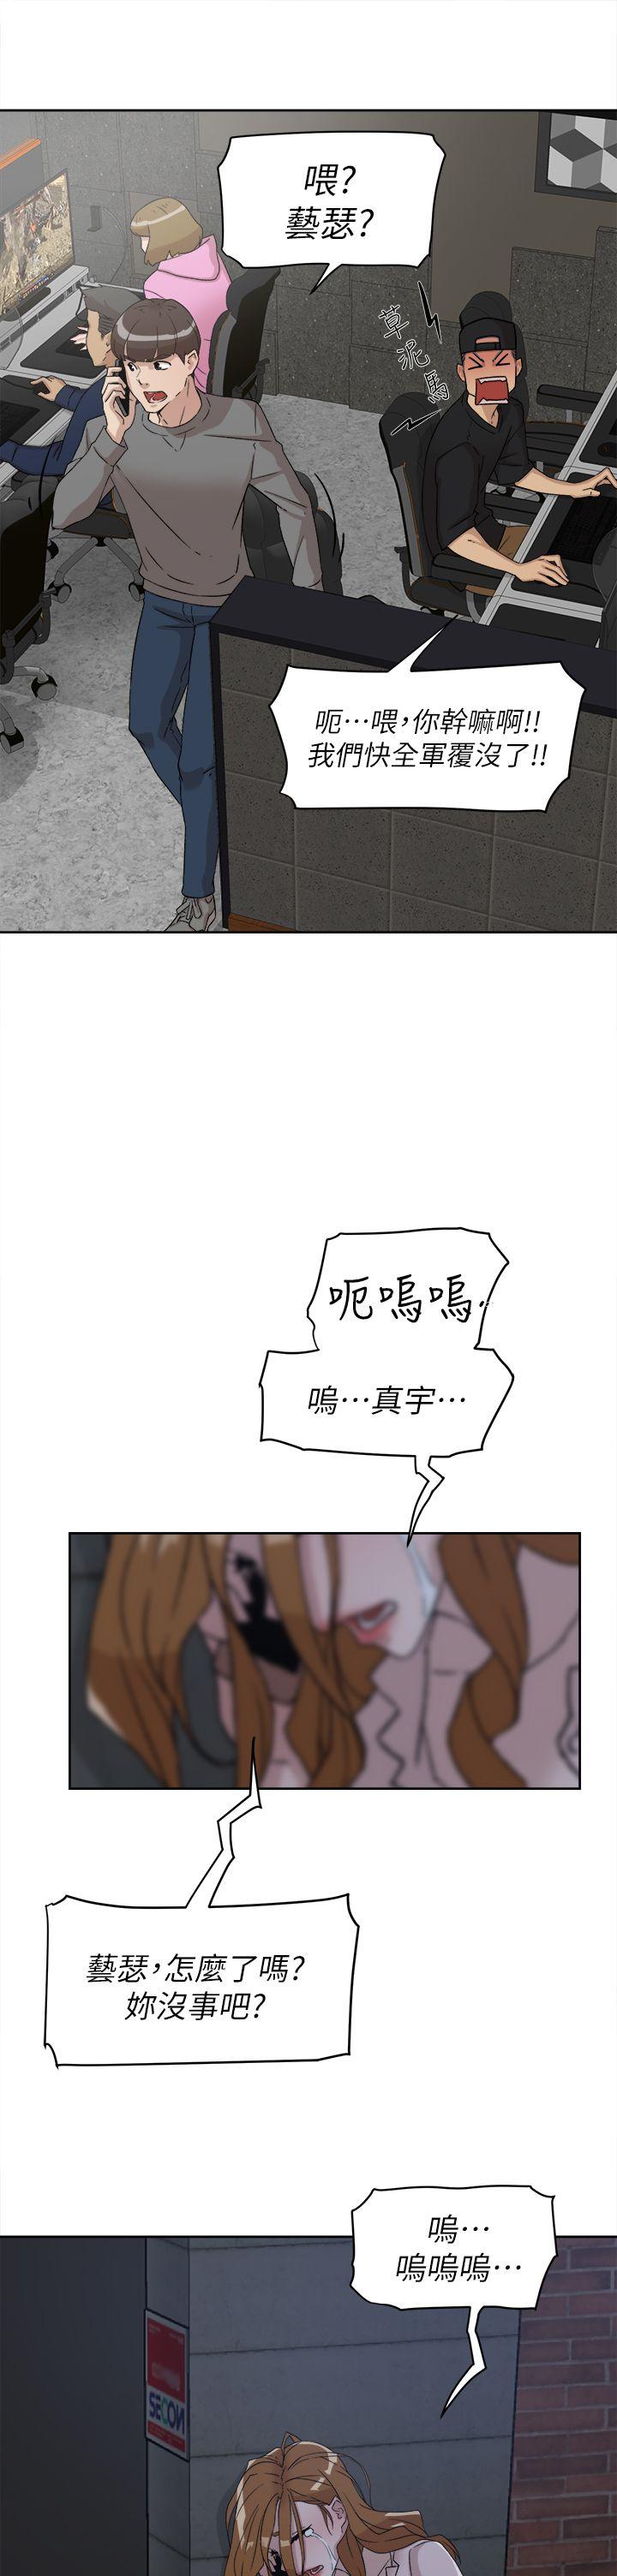 喂?
藝瑟?
草泥馬
呃…喂,你幹嘛啊!!
我們快全軍覆沒了!!
呃嗚嗚…
嗚…真宇…
藝瑟,怎麼了嗎?
妳沒事吧?
嗚…
嗚嗚嗚…
SECON